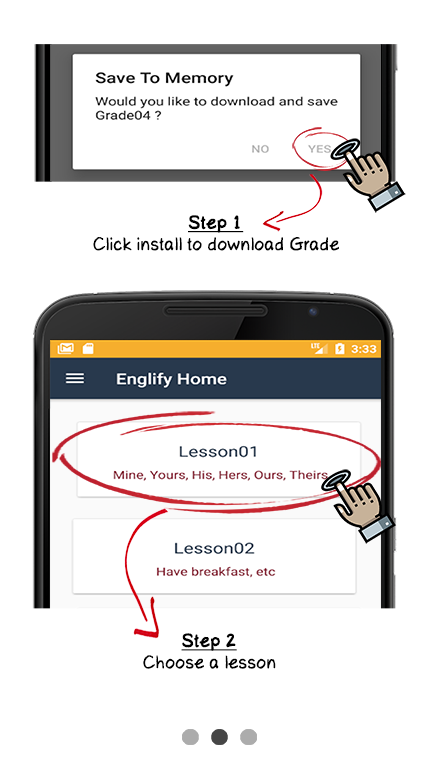 Save To Memory
Would you like to download and save
Grade04 ?
NO YES
Step 1
Click install to download Grade
LTE 3:33
Englify Home
Lesson01
Mine, Yours, His, Hers, Ours, Theirs
Lesson02
Have breakfast, etc
Step 2
Choose a lesson